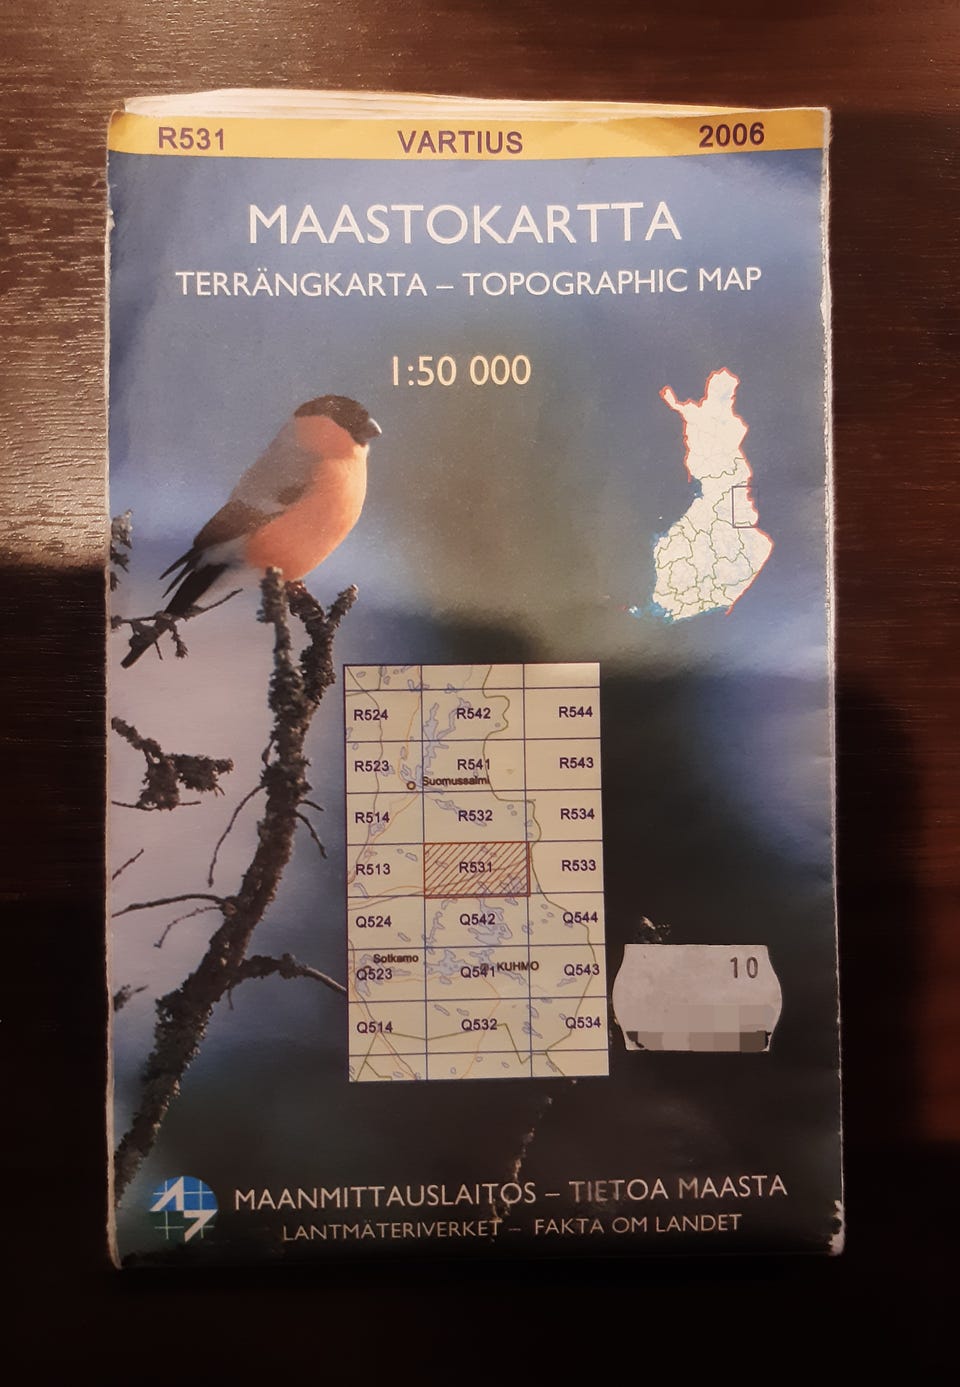 R531 VARTIUS 2006
MAASTOKARTTA
TERRÄNGKARTA – TOPOGRAPHIC MAP
1:50 000
R524 R542 R544
R523 R541 R543
Suomussalmi
R514 R532 R534
R513 R531 R533
Q524 Q542 Q544
Sotkamo
Q523 Q541 KUHMO Q543
Q514 Q532 Q534
10
MAANMITTAUSLAITOS – TIETOA MAASTA
LANTMÄTERIVERKET – FAKTA OM LANDET